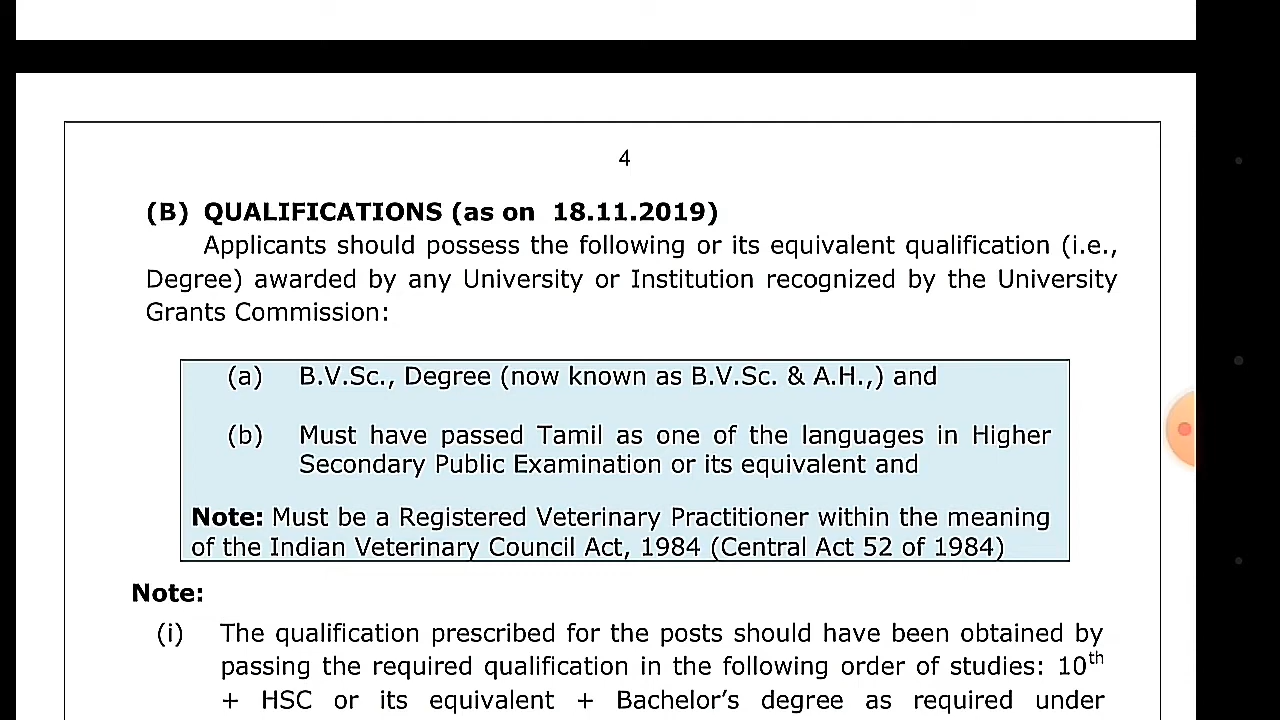 4
(B) QUALIFICATIONS (as on 18.11.2019)
Applicants should possess the following or its equivalent qualification (i.e.,
Degree) awarded by any University or Institution recognized by the University
Grants Commission:
(a) B.V.Sc., Degree (now known as B.V.Sc. & A.H.,) and
(b) Must have passed Tamil as one of the languages in Higher
Secondary Public Examination or its equivalent and
Note: Must be a Registered Veterinary Practitioner within the meaning
of the Indian Veterinary Council Act, 1984 (Central Act 52 of 1984)
Note:
(i) The qualification prescribed for the posts should have been obtained by
passing the required qualification in the following order of studies: 10th
+ HSC or its equivalent + Bachelor’s degree as required under